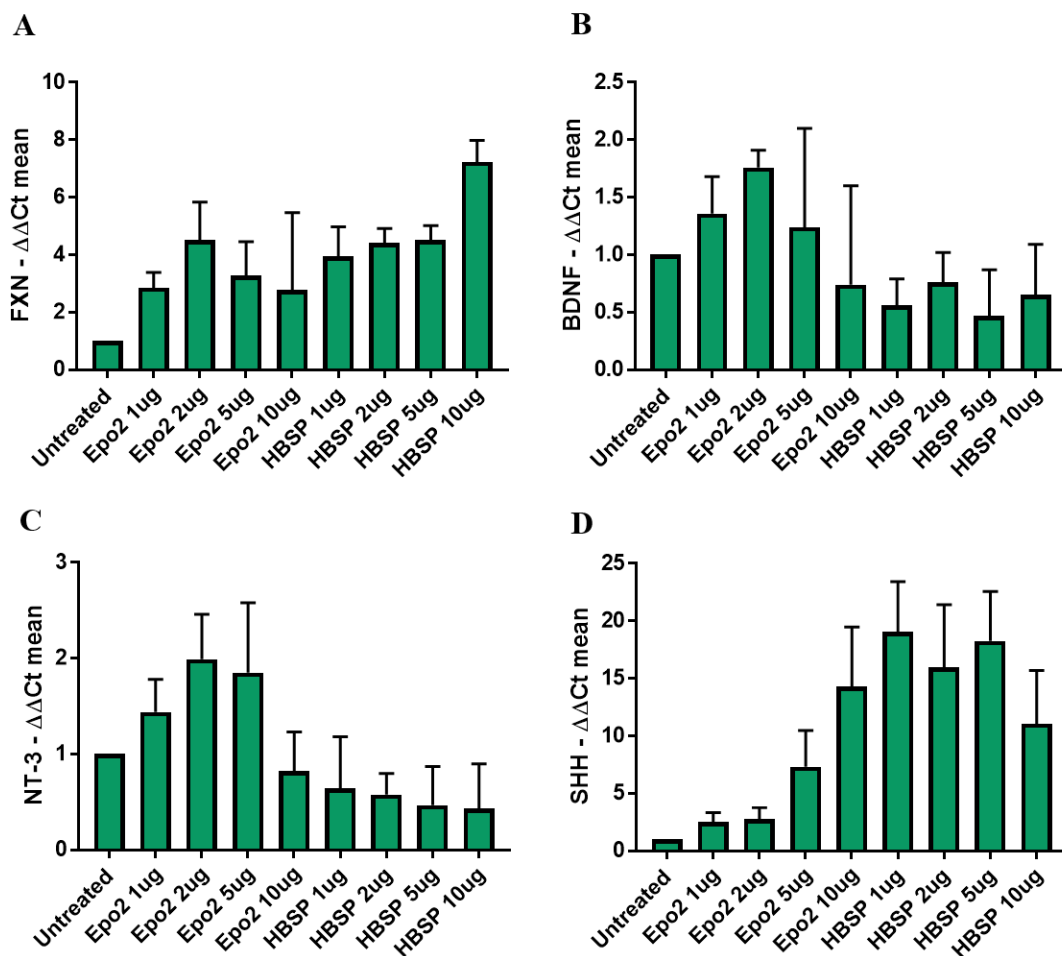 A
FXN - ΔΔCt mean
10
8
6
4
2
0
Untreated
Epo2 1ug
Epo2 2ug
Epo2 5ug
Epo2 10ug
HBSP 1ug
HBSP 2ug
HBSP 5ug
HBSP 10ug
B
BDNF - ΔΔCt mean
2.5
2.0
1.5
1.0
0.5
0.0
Untreated
Epo2 1ug
Epo2 2ug
Epo2 5ug
Epo2 10ug
HBSP 1ug
HBSP 2ug
HBSP 5ug
HBSP 10ug
C
NT-3 - ΔΔCt mean
3
2
1
0
Untreated
Epo2 1ug
Epo2 2ug
Epo2 5ug
Epo2 10ug
HBSP 1ug
HBSP 2ug
HBSP 5ug
HBSP 10ug
D
SHH - ΔΔCt mean
25
20
15
10
5
0
Untreated
Epo2 1ug
Epo2 2ug
Epo2 5ug
Epo2 10ug
HBSP 1ug
HBSP 2ug
HBSP 5ug
HBSP 10ug